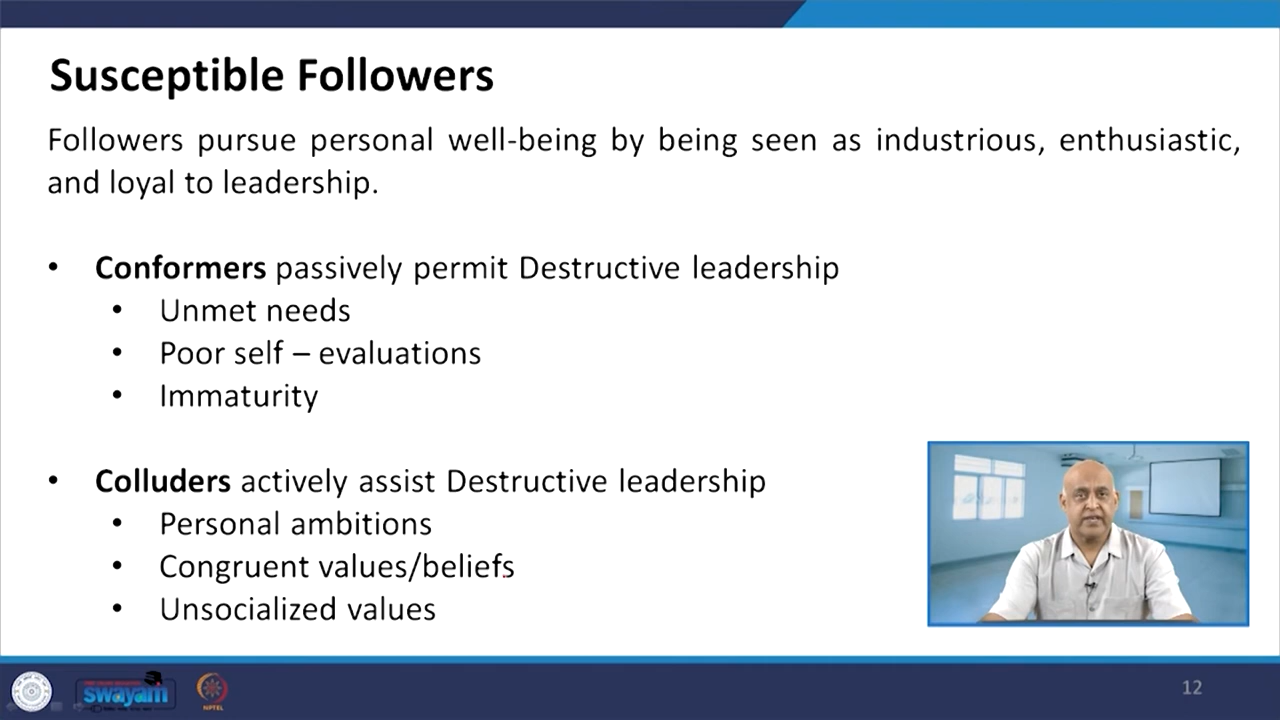 Susceptible Followers
Followers pursue personal well-being by being seen as industrious, enthusiastic,
and loyal to leadership.
• Conformers passively permit Destructive leadership
• Unmet needs
• Poor self – evaluations
• Immaturity
• Colluders actively assist Destructive leadership
• Personal ambitions
• Congruent values/beliefs
• Unsocialized values
swayam
NPTEL
12